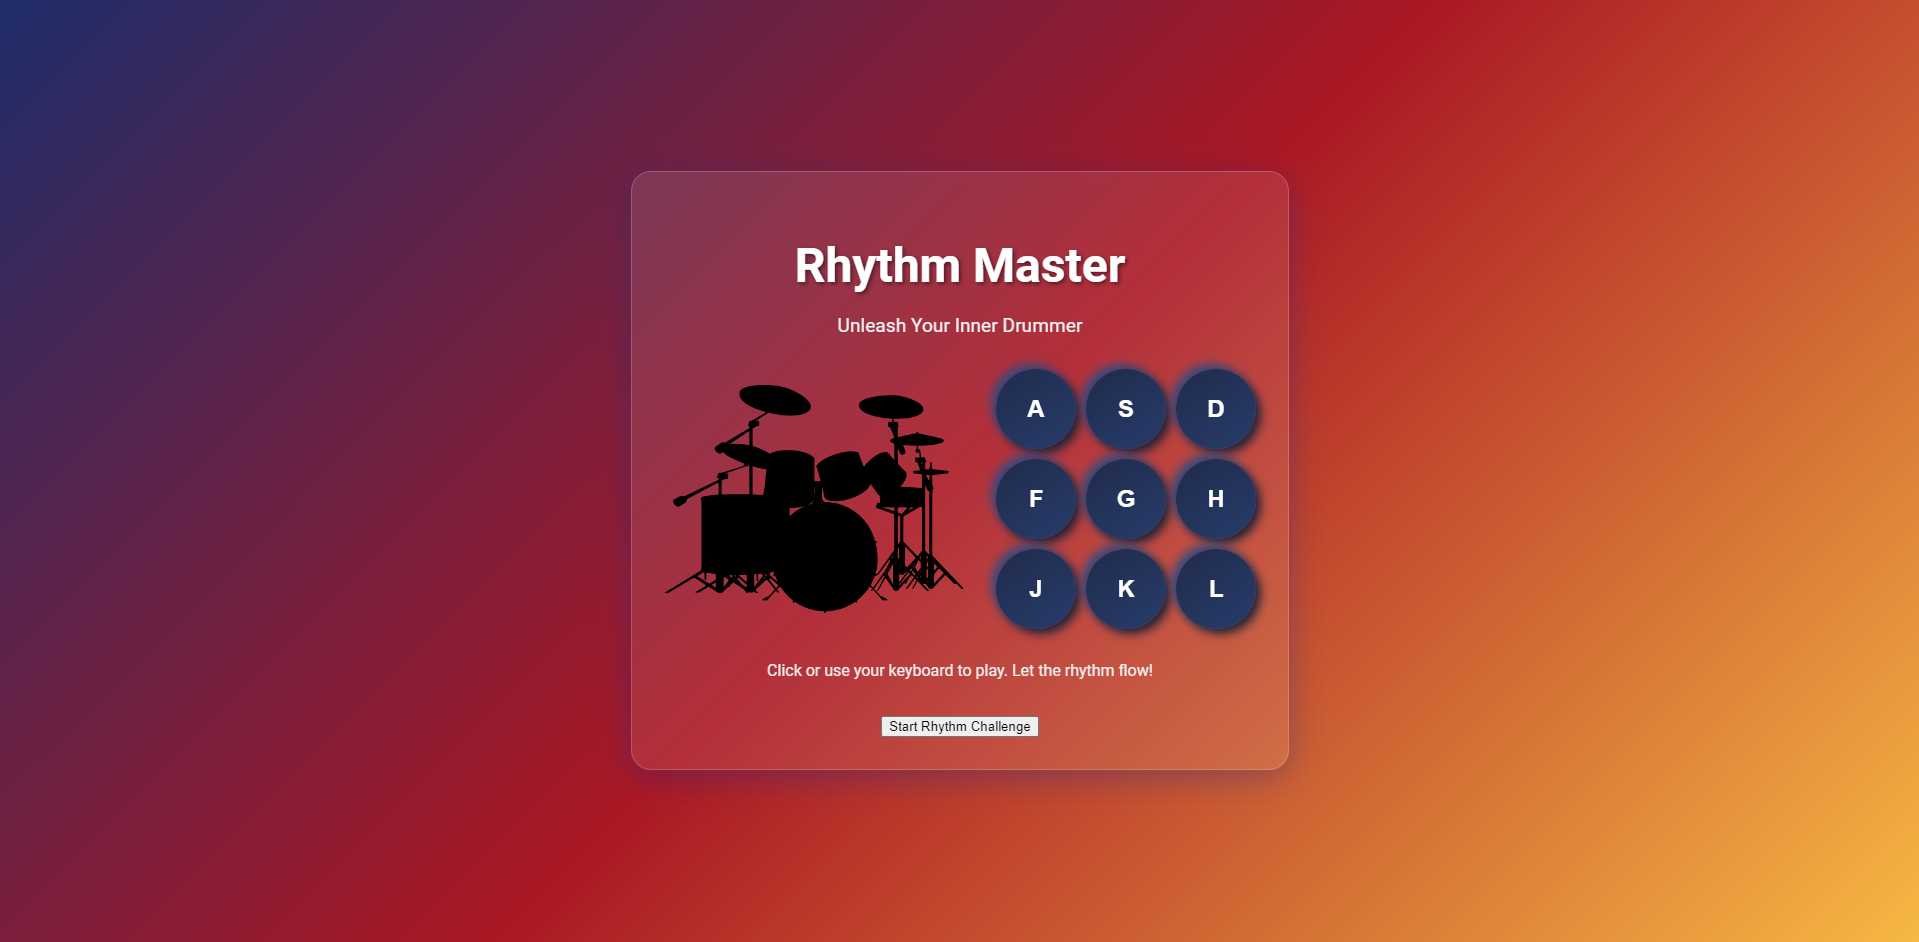 Rhythm Master
Unleash Your Inner Drummer
A S D
F G H
J K L
Click or use your keyboard to play. Let the rhythm flow!
Start Rhythm Challenge